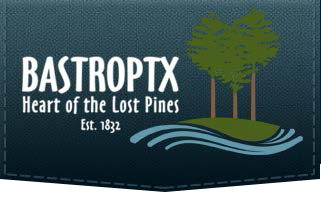 BASTROPTX
Heart of the Lost Pines
Est. 1832